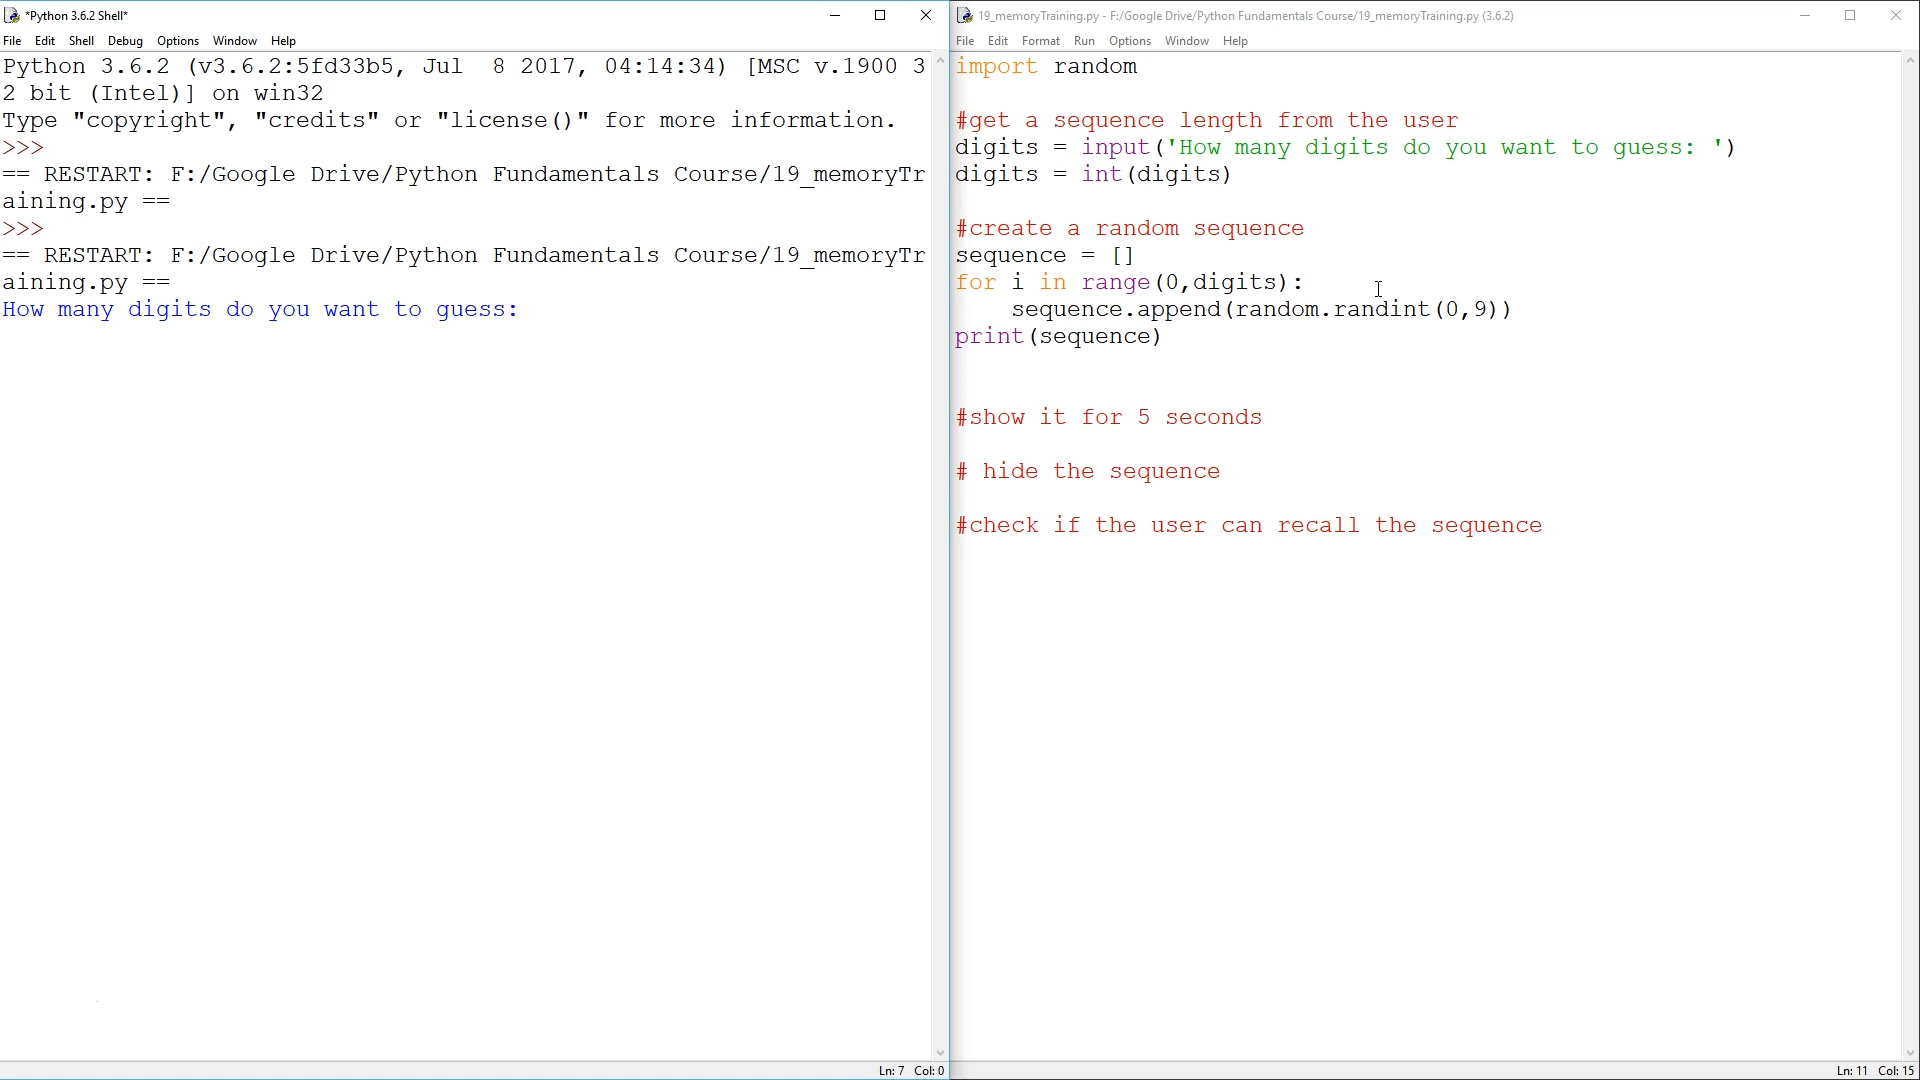 *Python 3.6.2 Shell*
File Edit Shell Debug Options Window Help
Python 3.6.2 (v3.6.2:5fd33b5, Jul  8 2017, 04:14:34) [MSC v.1900 3
2 bit (Intel)] on win32
Type "copyright", "credits" or "license()" for more information.
>>>
== RESTART: F:/Google Drive/Python Fundamentals Course/19_memoryTr
aining.py ==
>>>
== RESTART: F:/Google Drive/Python Fundamentals Course/19_memoryTr
aining.py ==
How many digits do you want to guess:
Ln: 7 Col: 0
19_memoryTraining.py - F:/Google Drive/Python Fundamentals Course/19_memoryTraining.py (3.6.2)
File Edit Format Run Options Window Help
import random
#get a sequence length from the user
digits = input('How many digits do you want to guess: ')
digits = int(digits)
#create a random sequence
sequence = []
for i in range(0,digits):
    sequence.append(random.randint(0,9))
print(sequence)
#show it for 5 seconds
# hide the sequence
#check if the user can recall the sequence
Ln: 11 Col: 15